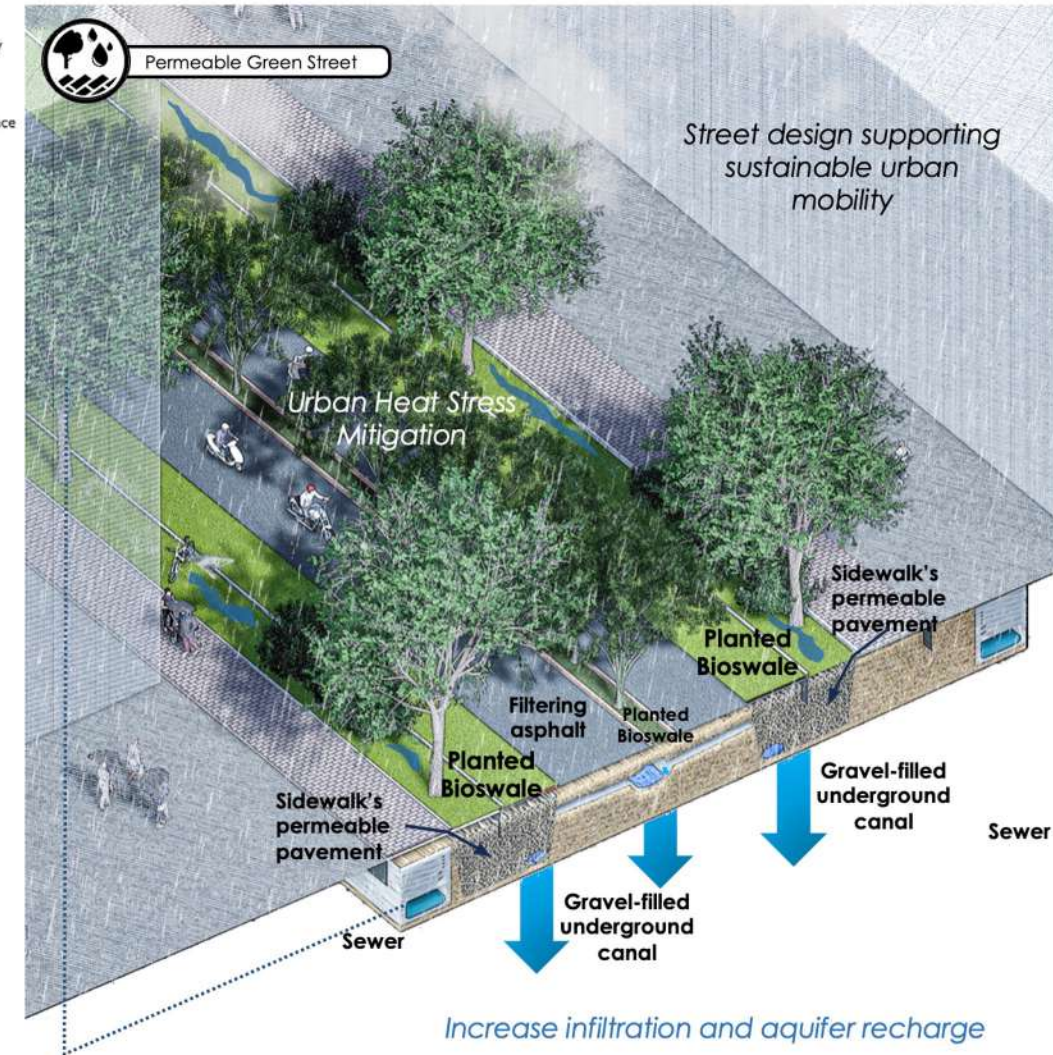 Permeable Green Street
Street design supporting
sustainable urban
mobility
Urban Heat Stress
Mitigation
Sidewalk's
permeable
pavement
Planted
Bioswale
Filtering
asphalt
Planted
Bioswale
Planted
Bioswale
Sidewalk's
permeable
pavement
Gravel-filled
underground
canal
Sewer
Gravel-filled
underground
canal
Sewer
Increase infiltration and aquifer recharge